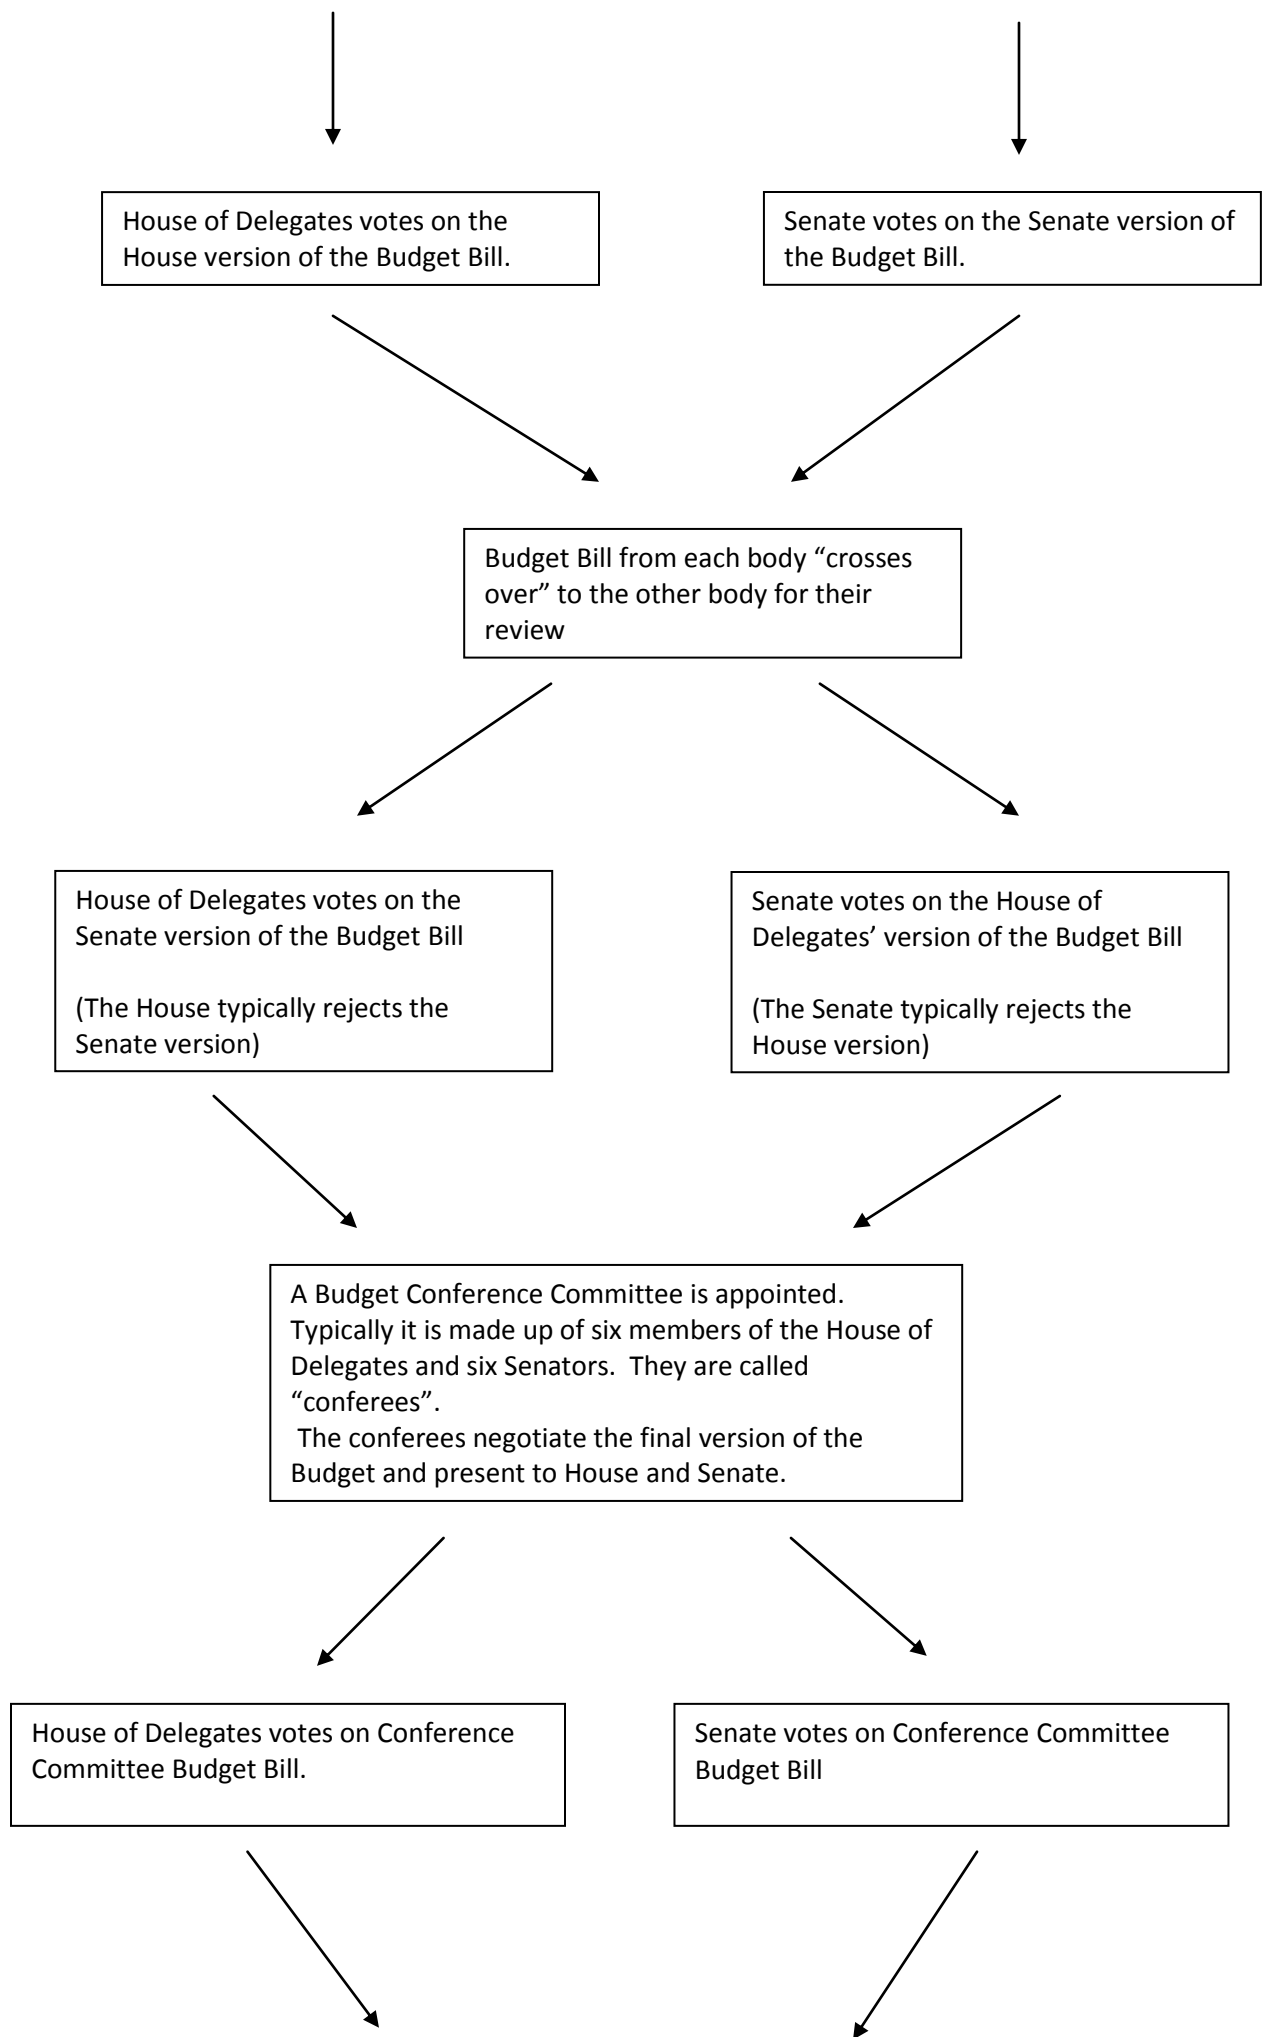 House of Delegates votes on the
House version of the Budget Bill.
Senate votes on the Senate version of
the Budget Bill.
Budget Bill from each body “crosses
over” to the other body for their
review
House of Delegates votes on the
Senate version of the Budget Bill
(The House typically rejects the
Senate version)
Senate votes on the House of
Delegates’ version of the Budget Bill
(The Senate typically rejects the
House version)
A Budget Conference Committee is appointed.
Typically it is made up of six members of the House of
Delegates and six Senators.  They are called
“conferees”.
The conferees negotiate the final version of the
Budget and present to House and Senate.
House of Delegates votes on Conference
Committee Budget Bill.
Senate votes on Conference Committee
Budget Bill